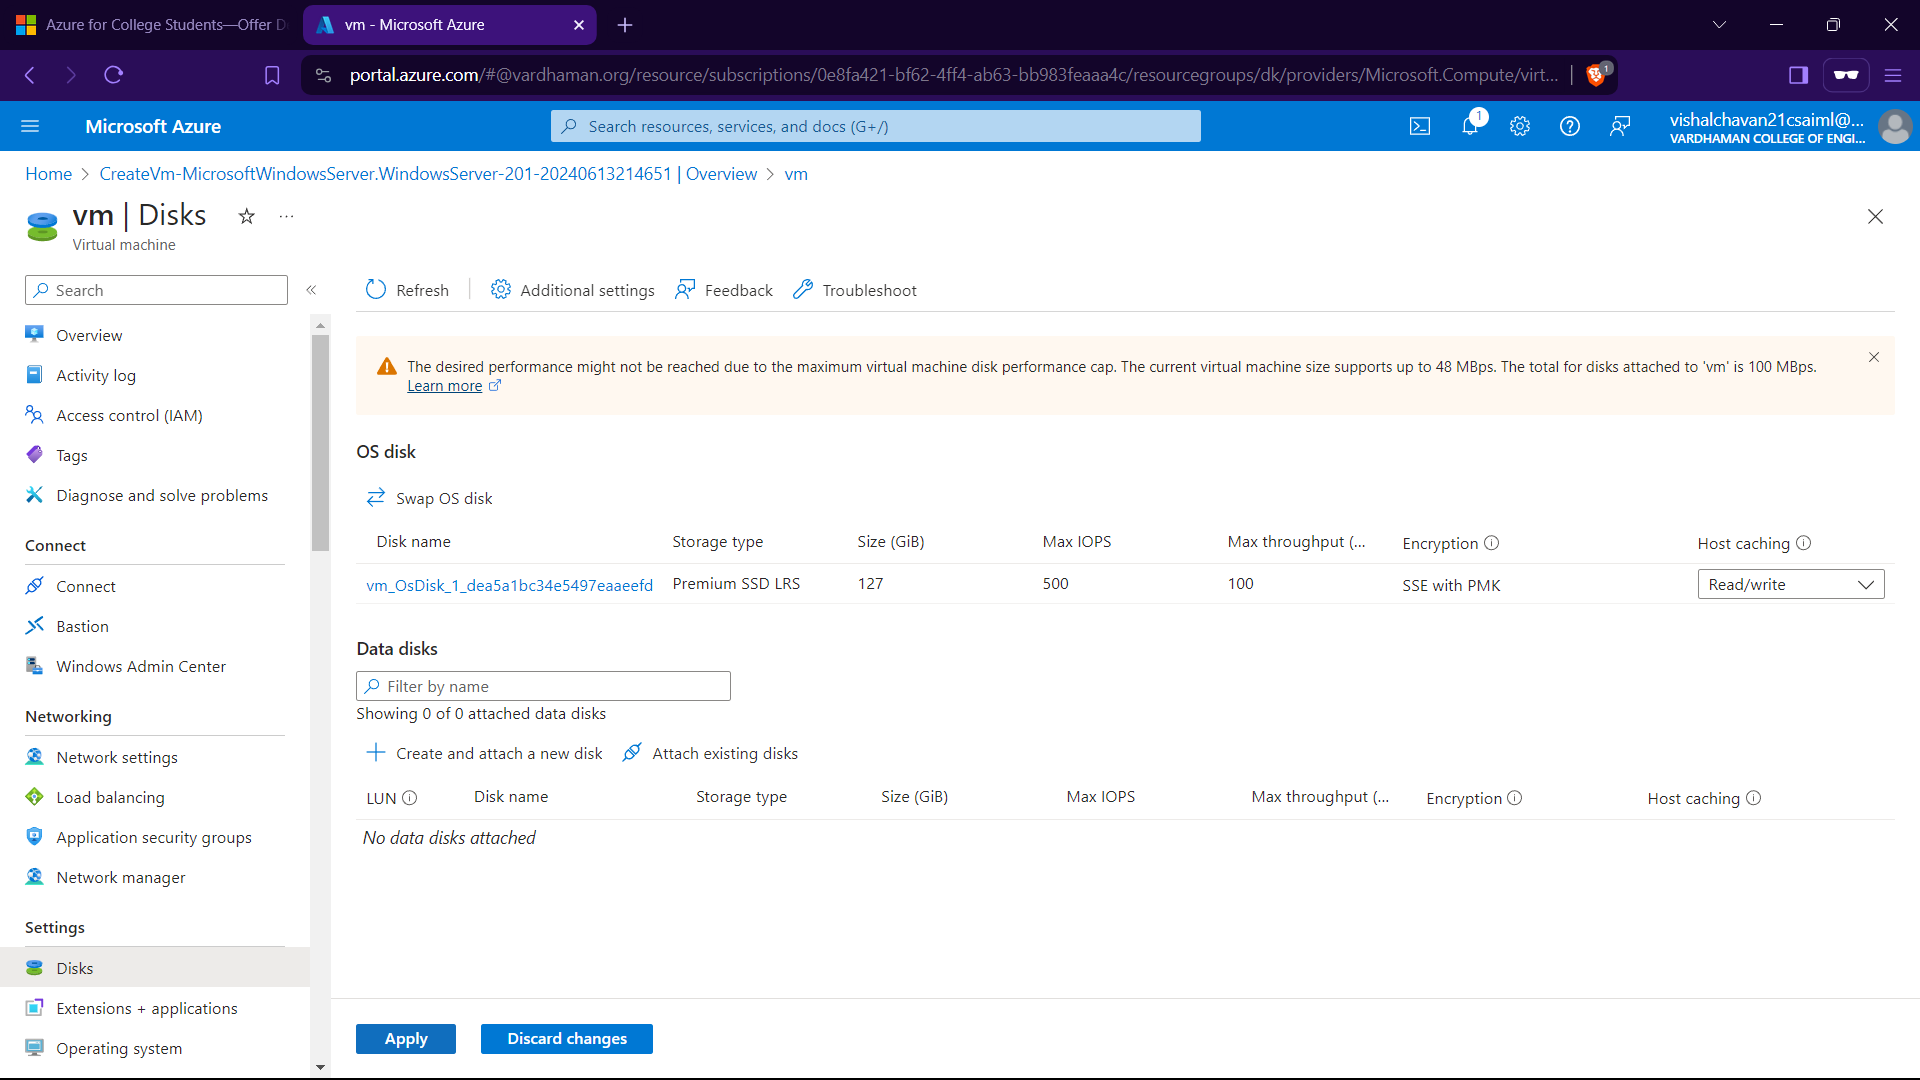 Azure for College Students—Offer D
vm - Microsoft Azure
portal.azure.com/#@vardhaman.org/resource/subscriptions/0e8fa421-bf62-4ff4-ab63-bb983feaaa4c/resourcegroups/dk/providers/Microsoft.Compute/virt...
1
Microsoft Azure
Search resources, services, and docs (G+/)
1
vishalchavan21csaiml@...
VARDHAMAN COLLEGE OF ENGI...
Home > CreateVm-MicrosoftWindowsServer.WindowsServer-201-20240613214651 | Overview > vm
vm | Disks
Virtual machine
Search
Overview
Activity log
Access control (IAM)
Tags
Diagnose and solve problems
Connect
Connect
Bastion
Windows Admin Center
Networking
Network settings
Load balancing
Application security groups
Network manager
Settings
Disks
Extensions + applications
Operating system
Refresh
Additional settings
Feedback
Troubleshoot
The desired performance might not be reached due to the maximum virtual machine disk performance cap. The current virtual machine size supports up to 48 MBps. The total for disks attached to 'vm' is 100 MBps.
Learn more
OS disk
Swap OS disk
Disk name Storage type Size (GiB) Max IOPS Max throughput (... Encryption Host caching
vm_OsDisk_1_dea5a1bc34e5497eaaeefd Premium SSD LRS 127 500 100 SSE with PMK Read/write
Data disks
Filter by name
Showing 0 of 0 attached data disks
Create and attach a new disk
Attach existing disks
LUN Disk name Storage type Size (GiB) Max IOPS Max throughput (... Encryption Host caching
No data disks attached
Apply
Discard changes